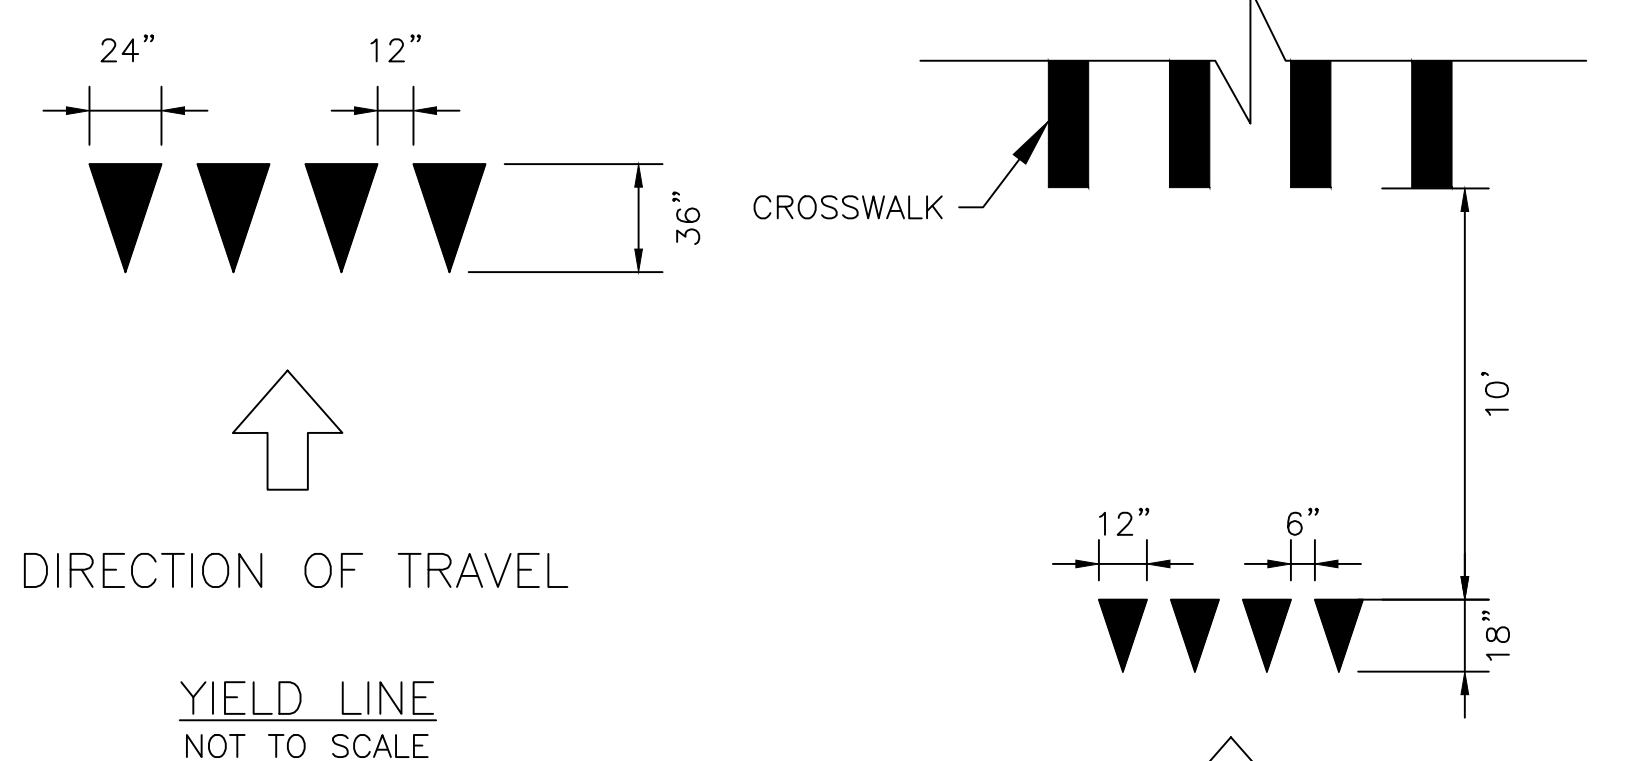 24” 12”
36”
DIRECTION OF TRAVEL
YIELD LINE
NOT TO SCALE
CROSSWALK
10’
12” 6”
18”